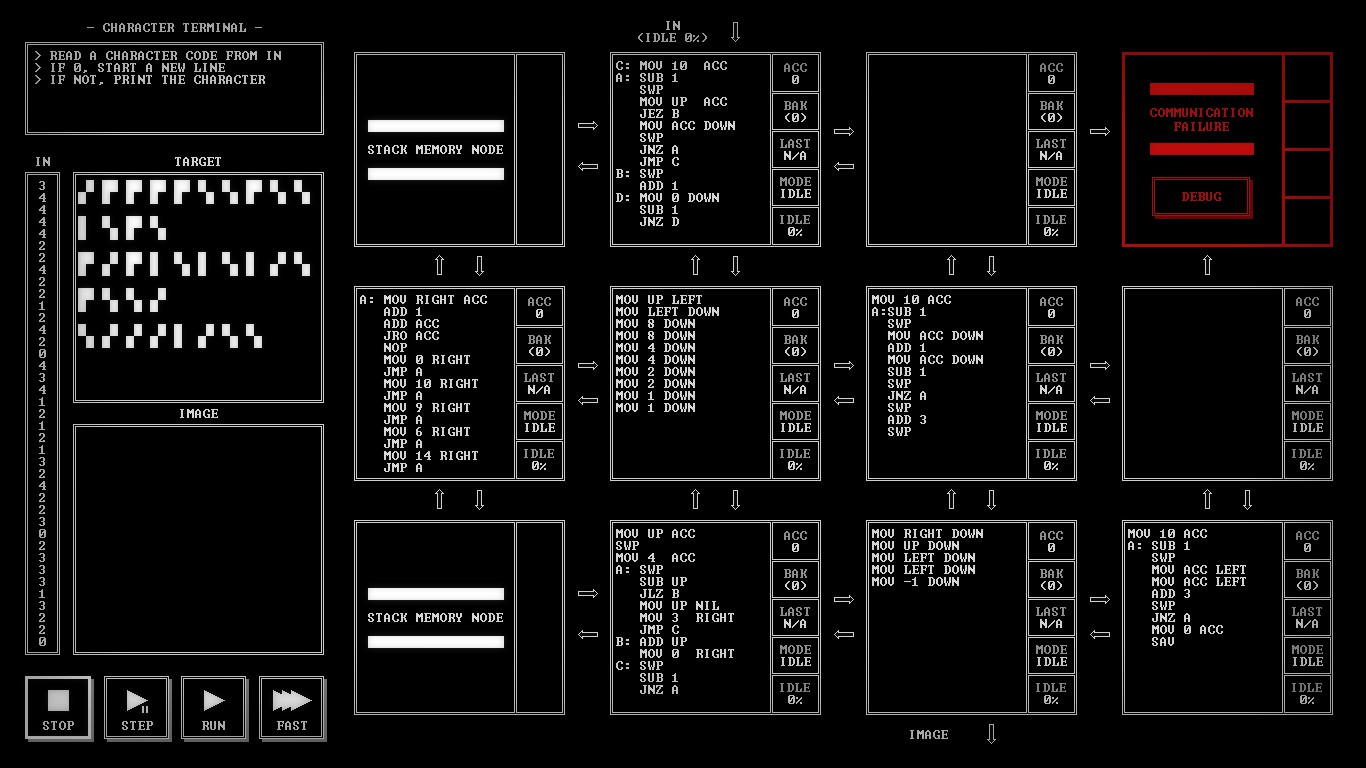 — CHARACTER TERMINAL —
> READ A CHARACTER CODE FROM IN
> IF 0, START A NEW LINE
> IF NOT, PRINT THE CHARACTER
IN
TARGET
3
4
4
4
4
2
2
4
2
2
1
2
4
2
0
4
3
4
1
2
1
2
1
3
2
4
2
2
3
0
2
3
3
3
1
3
2
2
0
IMAGE
STOP
STEP
RUN
FAST
IN
(IDLE 0%)
STACK MEMORY NODE
C: MOV 10  ACC
A: SUB 1
SWP
MOV UP  ACC
JEZ B
MOV ACC DOWN
SWP
JNZ A
JMP C
B: SWP
ADD 1
D: MOV 0 DOWN
SUB 1
JNZ D
ACC
0
BAK
(0)
LAST
N/A
MODE
IDLE
IDLE
0%
ACC
0
BAK
(0)
LAST
N/A
MODE
IDLE
IDLE
0%
COMMUNICATION
FAILURE
DEBUG
A: MOV RIGHT ACC
ADD 1
ADD ACC
JRO ACC
NOP
MOV 0 RIGHT
JMP A
MOV 10 RIGHT
JMP A
MOV 9 RIGHT
JMP A
MOV 6 RIGHT
JMP A
MOV 14 RIGHT
JMP A
ACC
0
BAK
(0)
LAST
N/A
MODE
IDLE
IDLE
0%
MOV UP LEFT
MOV LEFT DOWN
MOV 8 DOWN
MOV 8 DOWN
MOV 4 DOWN
MOV 4 DOWN
MOV 2 DOWN
MOV 2 DOWN
MOV 1 DOWN
MOV 1 DOWN
ACC
0
BAK
(0)
LAST
N/A
MODE
IDLE
IDLE
0%
MOV 10 ACC
A:SUB 1
SWP
MOV ACC DOWN
ADD 1
MOV ACC DOWN
SUB 1
SWP
JNZ A
SWP
ADD 3
SWP
ACC
0
BAK
(0)
LAST
N/A
MODE
IDLE
IDLE
0%
ACC
0
BAK
(0)
LAST
N/A
MODE
IDLE
IDLE
0%
STACK MEMORY NODE
MOV UP ACC
SWP
MOV 4  ACC
A: SWP
SUB UP
JLZ B
MOV UP NIL
MOV 3  RIGHT
JMP C
B: ADD UP
MOV 0  RIGHT
C: SWP
SUB 1
JNZ A
ACC
0
BAK
(0)
LAST
N/A
MODE
IDLE
IDLE
0%
MOV RIGHT DOWN
MOV UP DOWN
MOV LEFT DOWN
MOV LEFT DOWN
MOV -1 DOWN
ACC
0
BAK
(0)
LAST
N/A
MODE
IDLE
IDLE
0%
MOV 10 ACC
A: SUB 1
SWP
MOV ACC LEFT
MOV ACC LEFT
ADD 3
SWP
JNZ A
MOV 0 ACC
SAV
ACC
0
BAK
(0)
LAST
N/A
MODE
IDLE
IDLE
0%
IMAGE